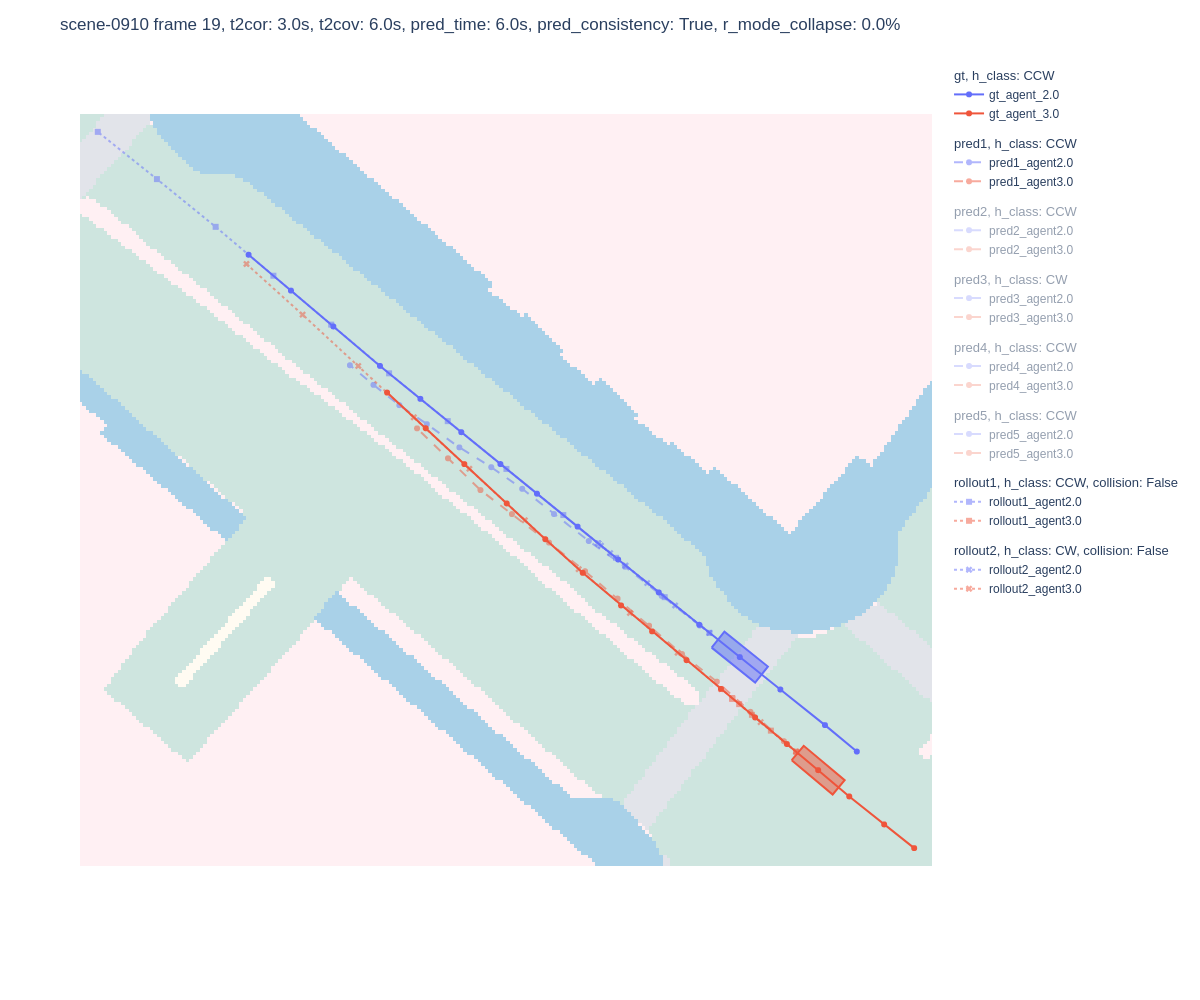 scene-0910 frame 19, t2cor: 3.0s, t2cov: 6.0s, pred_time: 6.0s, pred_consistency: True, r_mode_collapse: 0.0%
gt, h_class: CCW
gt_agent_2.0
gt_agent_3.0
pred1, h_class: CCW
pred1_agent2.0
pred1_agent3.0
pred2, h_class: CCW
pred2_agent2.0
pred2_agent3.0
pred3, h_class: CW
pred3_agent2.0
pred3_agent3.0
pred4, h_class: CCW
pred4_agent2.0
pred4_agent3.0
pred5, h_class: CCW
pred5_agent2.0
pred5_agent3.0
rollout1, h_class: CCW, collision: False
rollout1_agent2.0
rollout1_agent3.0
rollout2, h_class: CW, collision: False
rollout2_agent2.0
rollout2_agent3.0